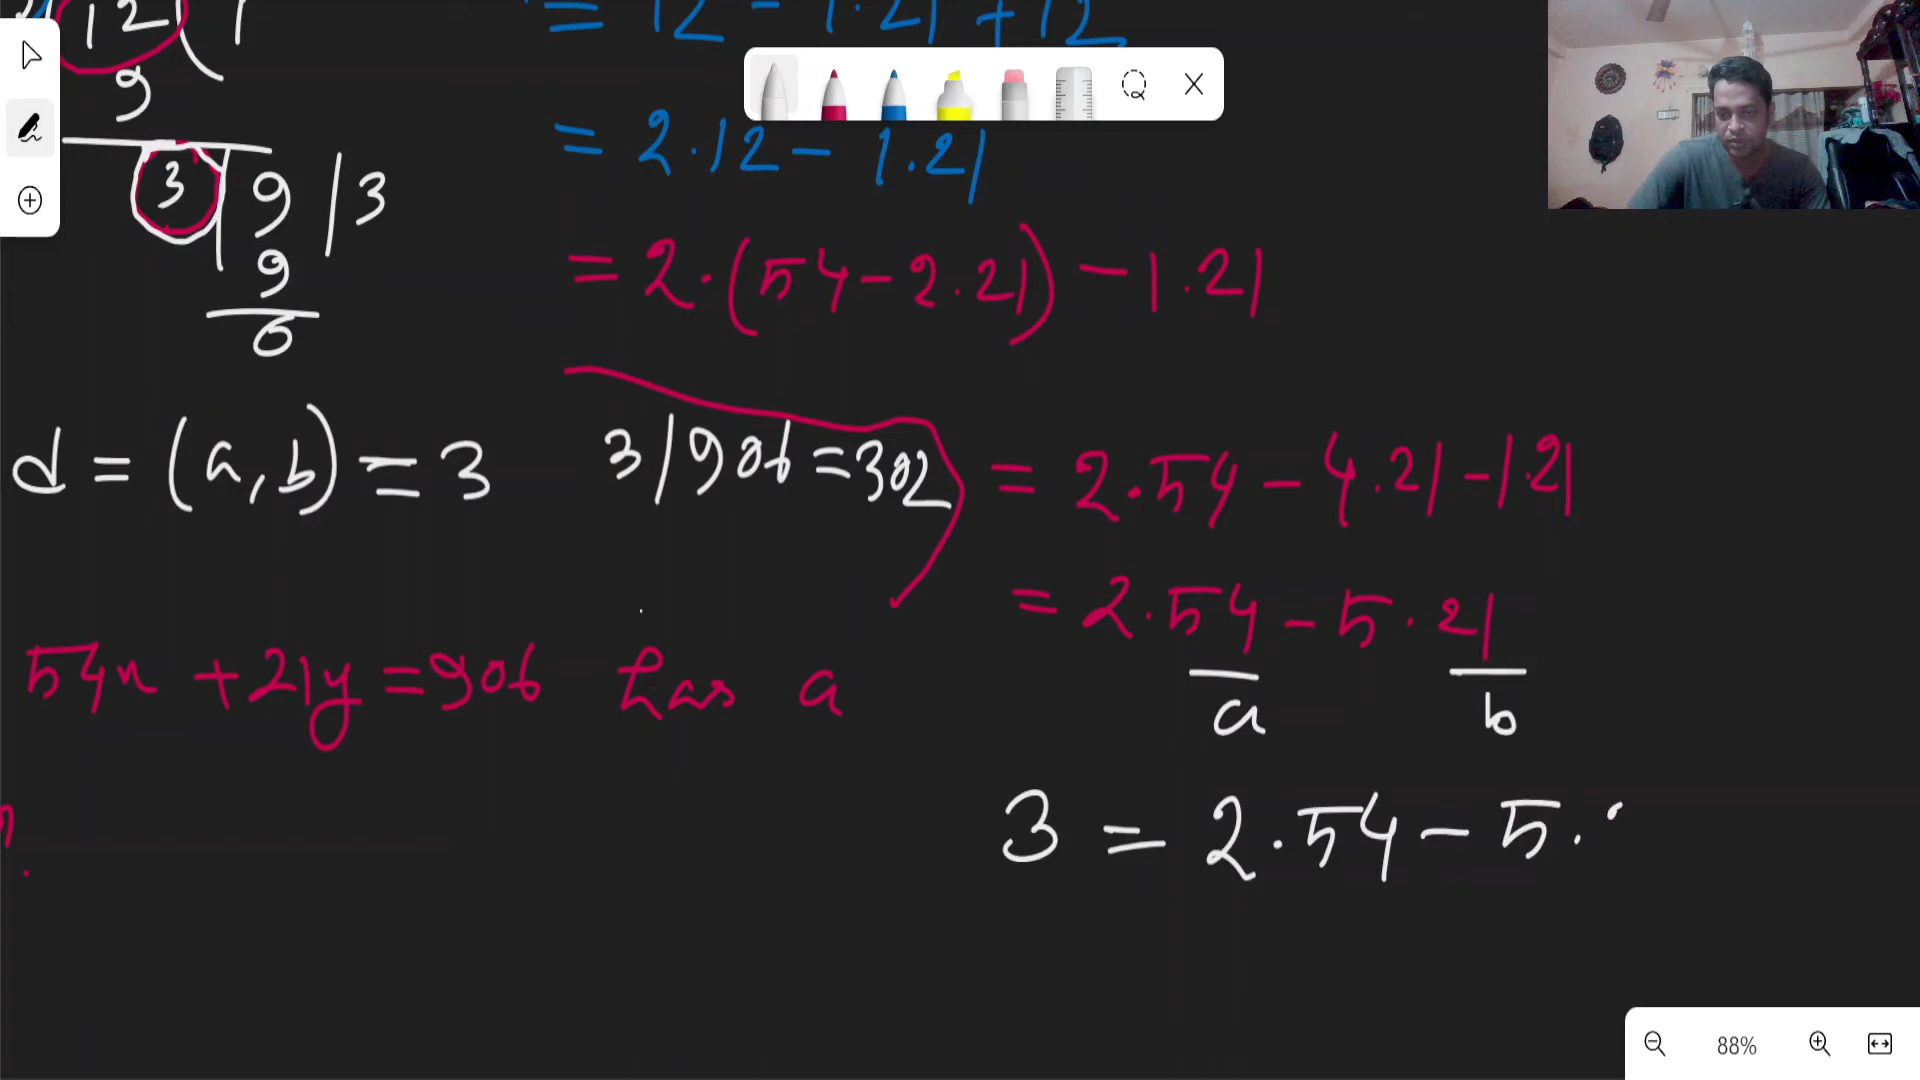 12 ( 1
9
3 | 9 | 3
9
0
= 12 - 1.21 + 12
= 2.12 - 1.21
= 2.(54 - 2.21) - 1.21
d = (a, b) = 3
3/906 = 302
= 2.54 - 4.21 - 1.21
= 2.54 - 5.21
a b
54x + 21y = 906 has a
3 = 2.54 - 5.
88%